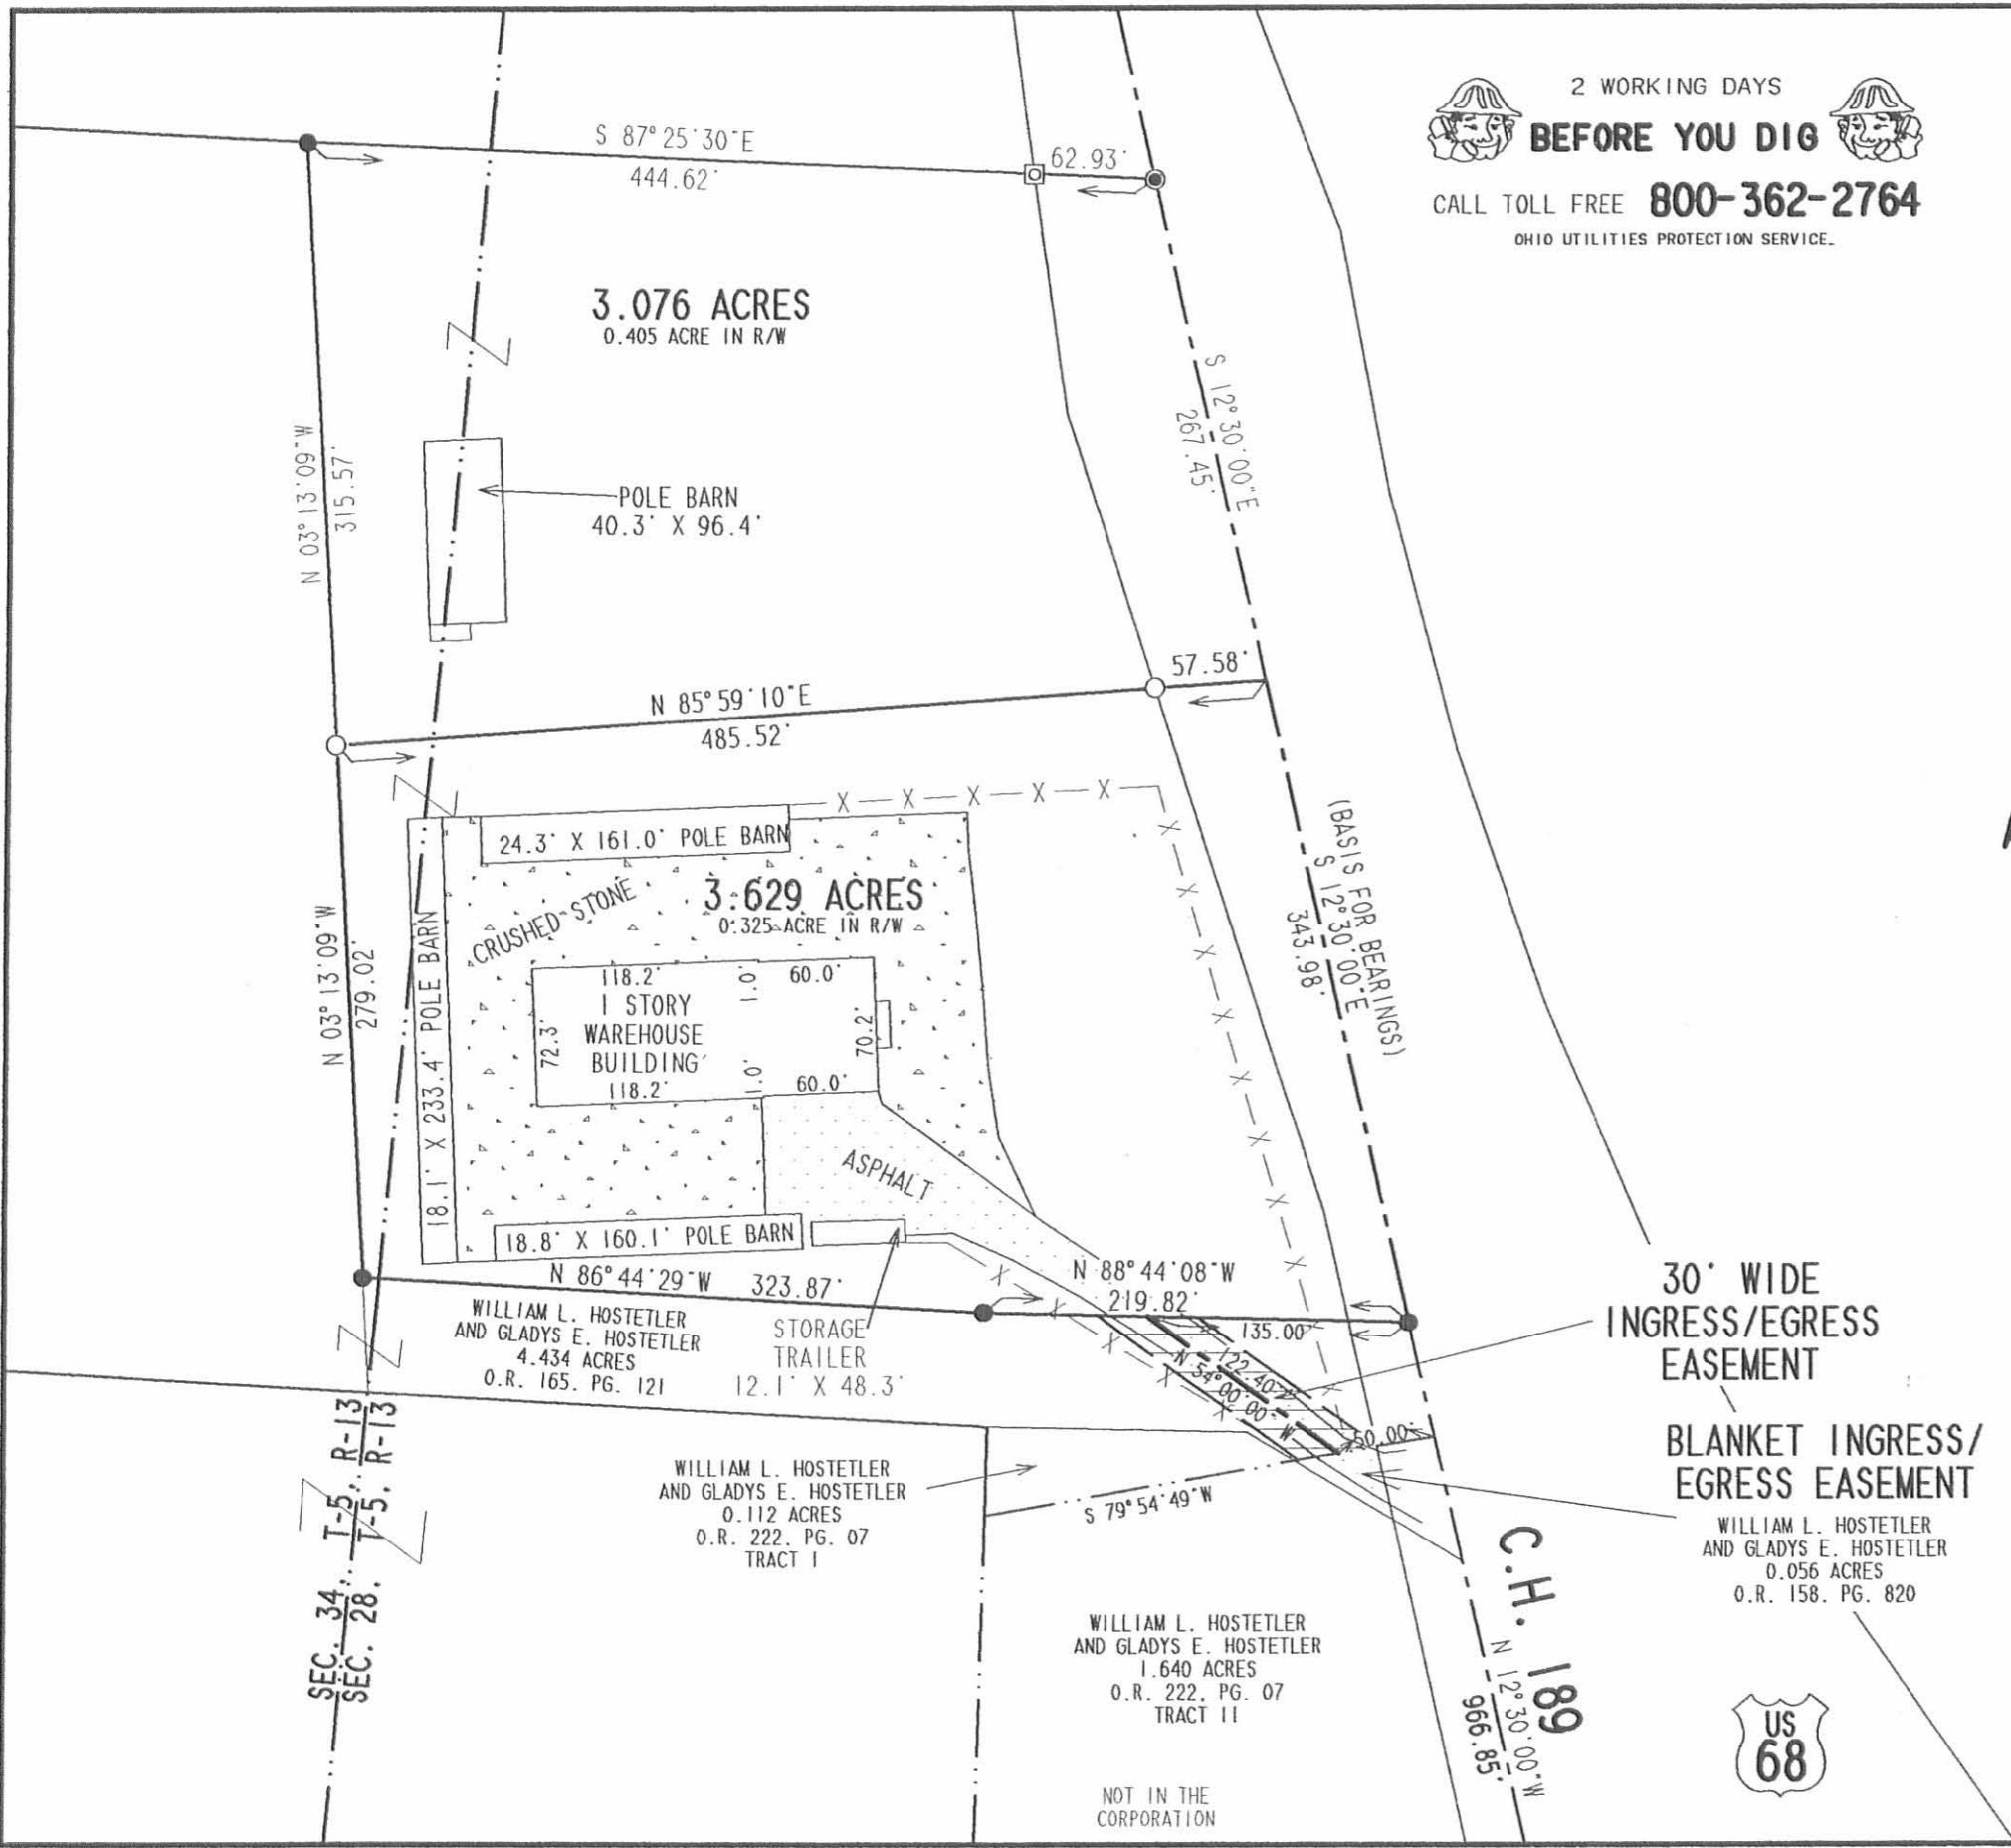 2 WORKING DAYS
BEFORE YOU DIG
CALL TOLL FREE 800-362-2764
OHIO UTILITIES PROTECTION SERVICE.
S 87°25'30"E
444.62'
62.93'
3.076 ACRES
0.405 ACRE IN R/W
S 12°30'00"E
267.45'
N 03°13'09"W
315.57'
POLE BARN
40.3' X 96.4'
57.58'
N 85°59'10"E
485.52'
X X X X X
24.3' X 161.0' POLE BARN
CRUSHED STONE
3.629 ACRES
0.325 ACRE IN R/W
(BASIS FOR BEARINGS)
S 12°30'00"E
343.98'
N 03°13'09"W
279.02'
18.1' X 233.4' POLE BARN
118.2'
1.0'
60.0'
1 STORY
WAREHOUSE
BUILDING
72.3'
70.2'
118.2'
1.0'
60.0'
ASPHALT
18.8' X 160.1' POLE BARN
N 86°44'29"W 323.87'
N 88°44'08"W
219.82'
135.00'
122.40'
N 54°00'00" W
50.00'
30' WIDE
INGRESS/EGRESS
EASEMENT
WILLIAM L. HOSTETLER
AND GLADYS E. HOSTETLER
4.434 ACRES
O.R. 165. PG. 121
STORAGE
TRAILER
12.1' X 48.3'
BLANKET INGRESS/
EGRESS EASEMENT
WILLIAM L. HOSTETLER
AND GLADYS E. HOSTETLER
0.056 ACRES
O.R. 158. PG. 820
WILLIAM L. HOSTETLER
AND GLADYS E. HOSTETLER
0.112 ACRES
O.R. 222. PG. 07
TRACT I
S 79°54'49"W
SEC. 34, T-5, R-13
SEC. 28, T-5, R-13
WILLIAM L. HOSTETLER
AND GLADYS E. HOSTETLER
1.640 ACRES
O.R. 222. PG. 07
TRACT II
C.H. 189
N 12°30'00"W
966.85'
US
68
NOT IN THE
CORPORATION